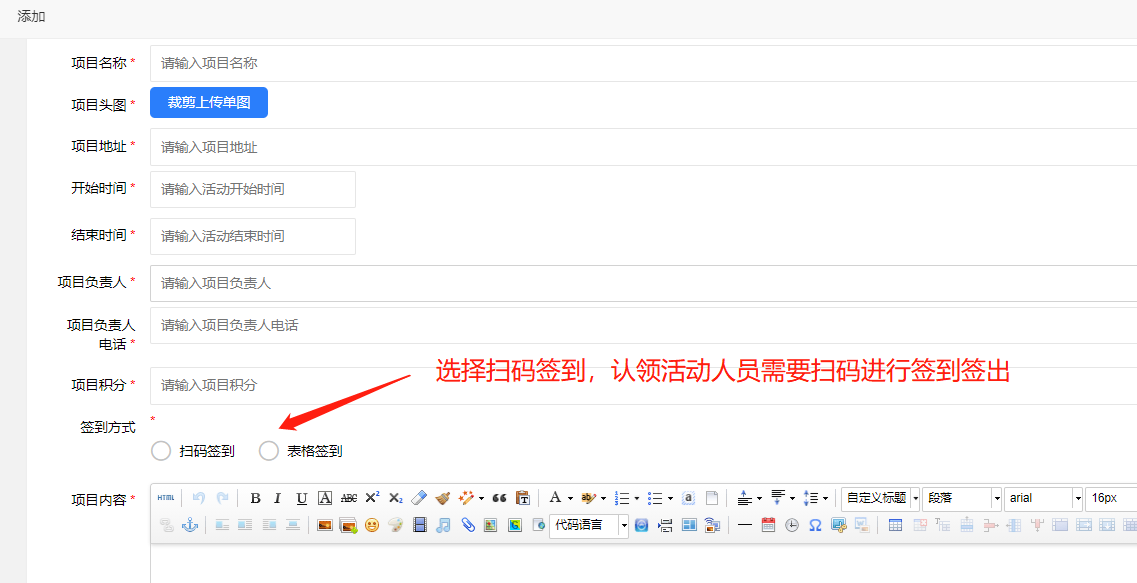 添加
项目名称 * 请输入项目名称
项目头图 * 裁剪上传单图
项目地址 * 请输入项目地址
开始时间 * 请输入活动开始时间
结束时间 * 请输入活动结束时间
项目负责人 * 请输入项目负责人
项目负责人
电话 * 请输入项目负责人电话
选择扫码签到，认领活动人员需要扫码进行签到签出
项目积分 * 请输入项目积分
签到方式 *
扫码签到 表格签到
项目内容 * HTML B I U A ABC X² X₂ A ab a 自定义标题 段落 arial 16px
代码语言 Ω